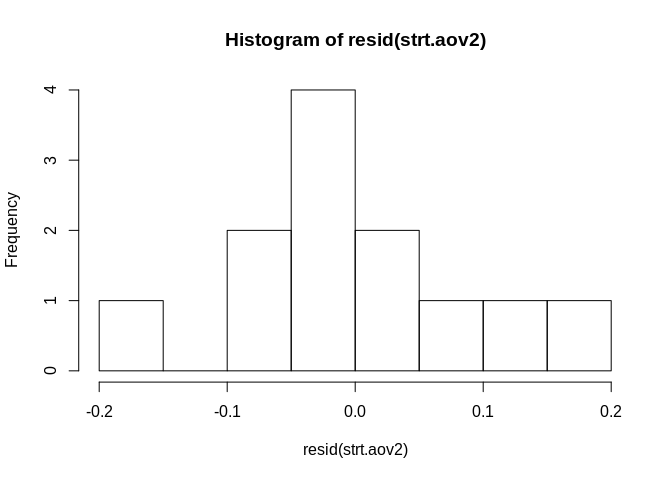 Histogram of resid(strt.aov2)
Frequency
4
3
2
1
0
-0.2 -0.1 0.0 0.1 0.2
resid(strt.aov2)